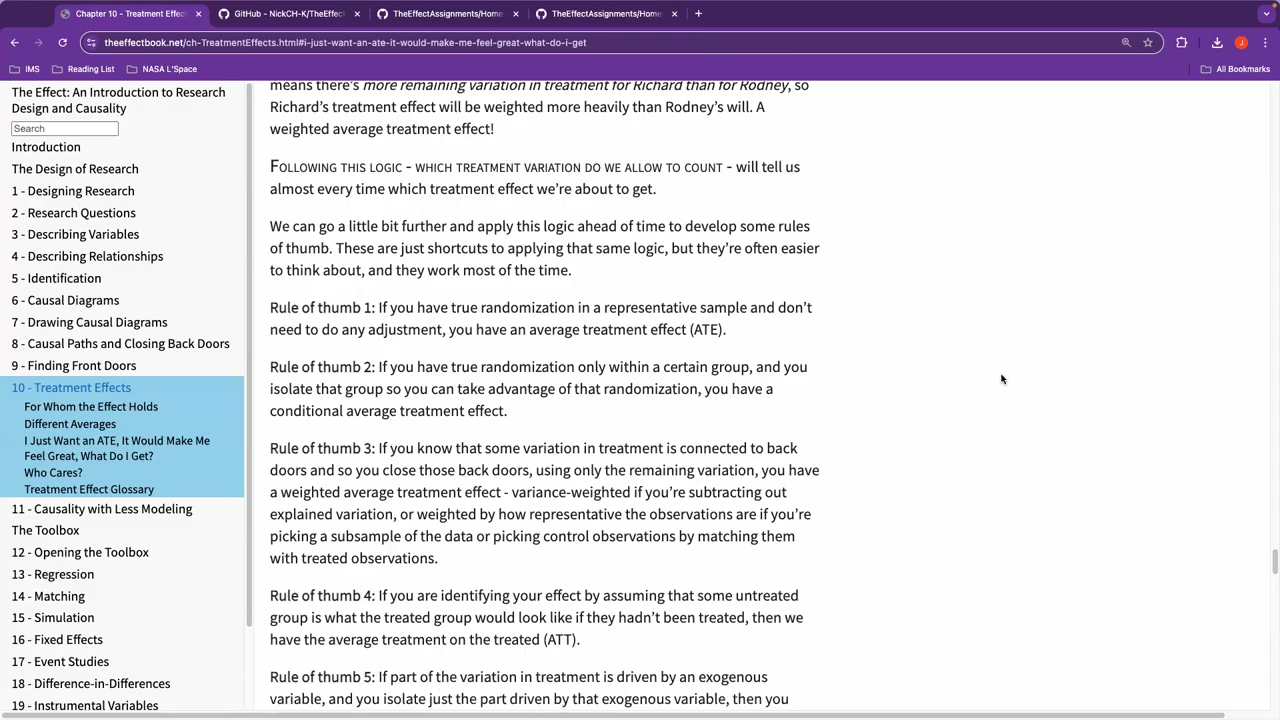 Chapter 10 - Treatment Effect
GitHub - NickCH-K/TheEffect
TheEffectAssignments/Home
TheEffectAssignments/Home
theeffectbook.net/ch-TreatmentEffects.html#i-just-want-an-ate-it-would-make-me-feel-great-what-do-i-get
J
IMS
Reading List
NASA L'Space
All Bookmarks
The Effect: An Introduction to Research
Design and Causality
Search
Introduction
The Design of Research
1 - Designing Research
2 - Research Questions
3 - Describing Variables
4 - Describing Relationships
5 - Identification
6 - Causal Diagrams
7 - Drawing Causal Diagrams
8 - Causal Paths and Closing Back Doors
9 - Finding Front Doors
10 - Treatment Effects
For Whom the Effect Holds
Different Averages
I Just Want an ATE, It Would Make Me
Feel Great, What Do I Get?
Who Cares?
Treatment Effect Glossary
11 - Causality with Less Modeling
The Toolbox
12 - Opening the Toolbox
13 - Regression
14 - Matching
15 - Simulation
16 - Fixed Effects
17 - Event Studies
18 - Difference-in-Differences
19 - Instrumental Variables
means there's more remaining variation in treatment for Richard than for Rodney, so
Richard's treatment effect will be weighted more heavily than Rodney's will. A
weighted average treatment effect!
Following this logic - which treatment variation do we allow to count - will tell us
almost every time which treatment effect we're about to get.
We can go a little bit further and apply this logic ahead of time to develop some rules
of thumb. These are just shortcuts to applying that same logic, but they're often easier
to think about, and they work most of the time.
Rule of thumb 1: If you have true randomization in a representative sample and don't
need to do any adjustment, you have an average treatment effect (ATE).
Rule of thumb 2: If you have true randomization only within a certain group, and you
isolate that group so you can take advantage of that randomization, you have a
conditional average treatment effect.
Rule of thumb 3: If you know that some variation in treatment is connected to back
doors and so you close those back doors, using only the remaining variation, you have
a weighted average treatment effect - variance-weighted if you're subtracting out
explained variation, or weighted by how representative the observations are if you're
picking a subsample of the data or picking control observations by matching them
with treated observations.
Rule of thumb 4: If you are identifying your effect by assuming that some untreated
group is what the treated group would look like if they hadn't been treated, then we
have the average treatment on the treated (ATT).
Rule of thumb 5: If part of the variation in treatment is driven by an exogenous
variable, and you isolate just the part driven by that exogenous variable, then you